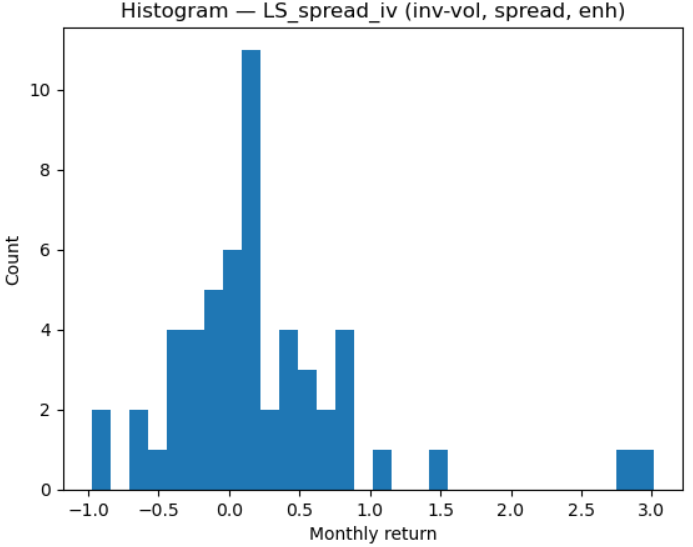 Histogram — LS_spread_iv (inv-vol, spread, enh)
10
8
6
4
2
0
Count
−1.0 −0.5 0.0 0.5 1.0 1.5 2.0 2.5 3.0
Monthly return